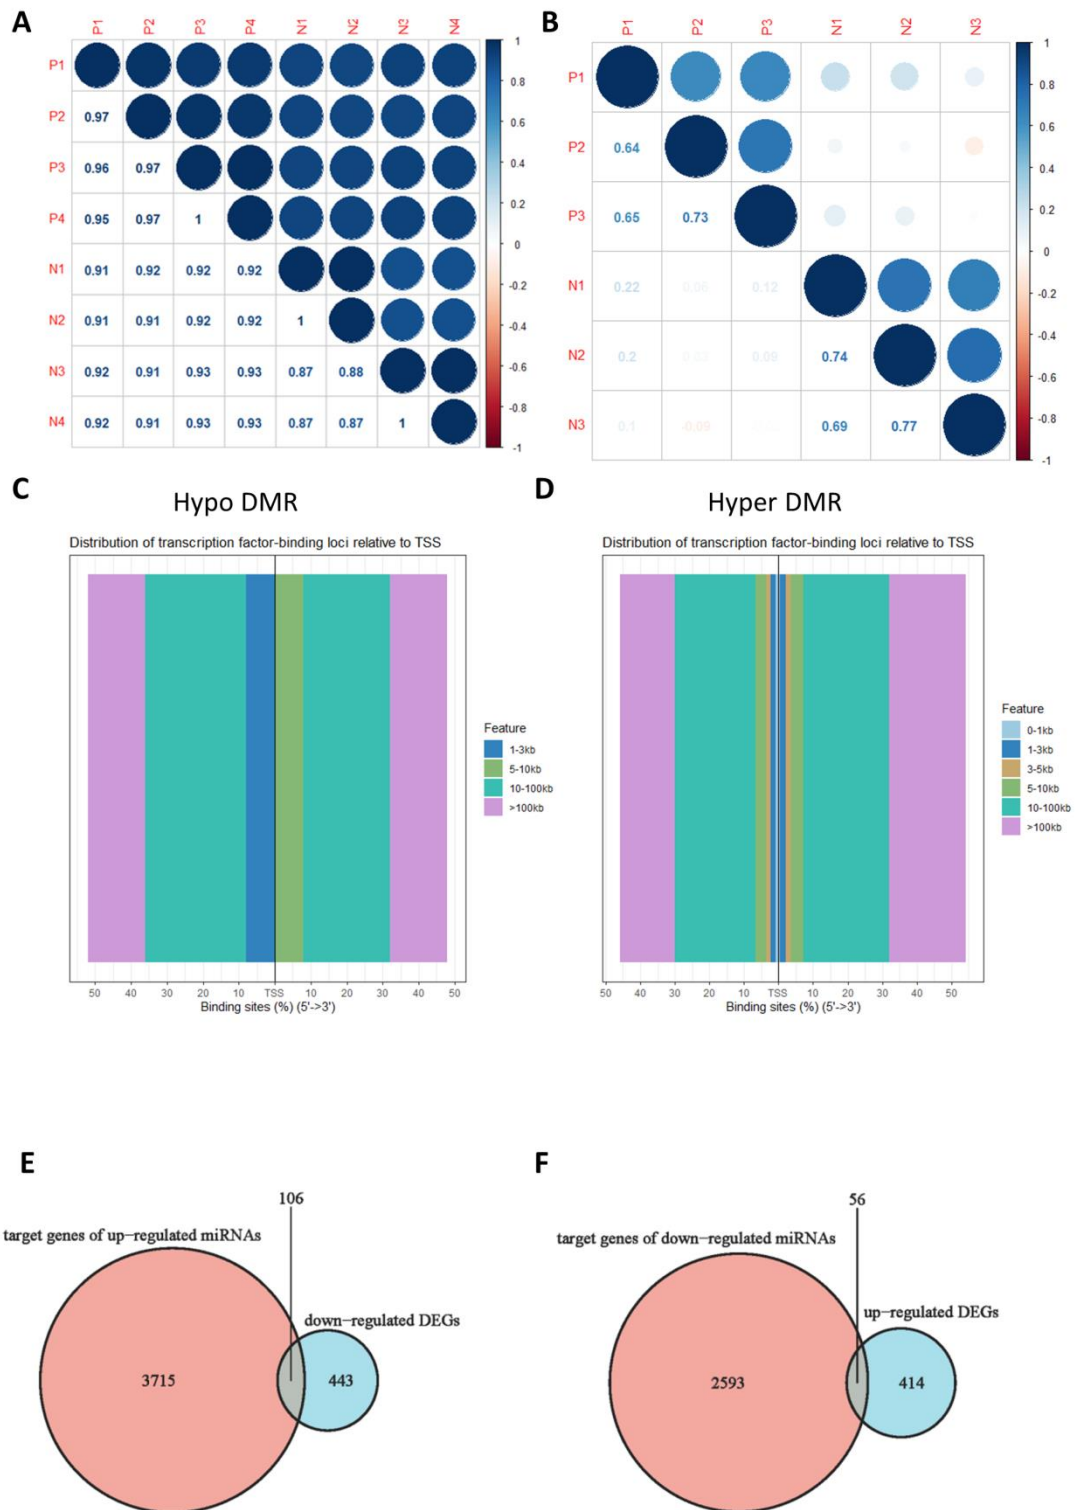 A
P1 P2 P3 P4 N1 N2 N3 N4
P1
P2 0.97
P3 0.96 0.97
P4 0.95 0.97 1
N1 0.91 0.92 0.92 0.92
N2 0.91 0.91 0.92 0.92 1
N3 0.92 0.91 0.93 0.93 0.87 0.88
N4 0.92 0.91 0.93 0.93 0.87 0.87 1
1
0.8
0.6
0.4
0.2
0
-0.2
-0.4
-0.6
-0.8
-1
B
P1 P2 P3 N1 N2 N3
P1
P2 0.64
P3 0.65 0.73
N1 0.22 0.06 0.12
N2 0.2 0.03 0.09 0.74
N3 0.1 -0.09 0.69 0.77
1
0.8
0.6
0.4
0.2
0
-0.2
-0.4
-0.6
-0.8
-1
C
Hypo DMR
Distribution of transcription factor-binding loci relative to TSS
50 40 30 20 10 TSS 10 20 30 40 50
Binding sites (%) (5'->3')
Feature
1-3kb
5-10kb
10-100kb
>100kb
D
Hyper DMR
Distribution of transcription factor-binding loci relative to TSS
50 40 30 20 10 TSS 10 20 30 40 50
Binding sites (%) (5'->3')
Feature
0-1kb
1-3kb
3-5kb
5-10kb
10-100kb
>100kb
E
106
target genes of up-regulated miRNAs
down-regulated DEGs
3715
443
F
56
target genes of down-regulated miRNAs
up-regulated DEGs
2593
414